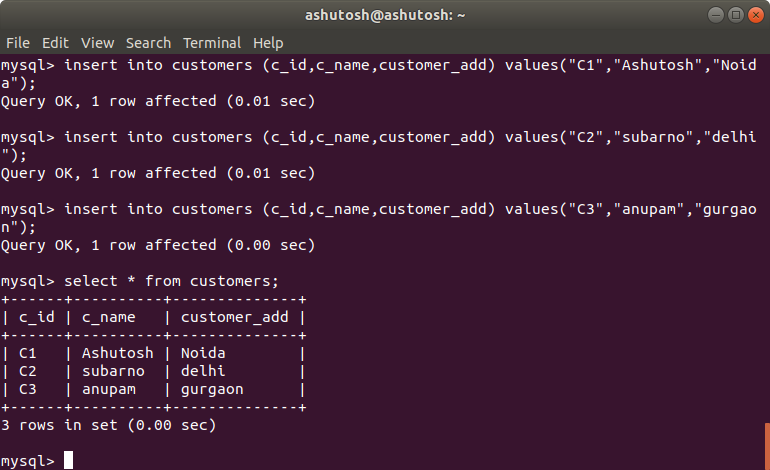 ashutosh@ashutosh: ~
File Edit View Search Terminal Help
mysql> insert into customers (c_id,c_name,customer_add) values("C1","Ashutosh","Noid
a");
Query OK, 1 row affected (0.01 sec)
mysql> insert into customers (c_id,c_name,customer_add) values("C2","subarno","delhi
");
Query OK, 1 row affected (0.01 sec)
mysql> insert into customers (c_id,c_name,customer_add) values("C3","anupam","gurgao
n");
Query OK, 1 row affected (0.00 sec)
mysql> select * from customers;
+------+----------+--------------+
| c_id | c_name   | customer_add |
+------+----------+--------------+
| C1   | Ashutosh | Noida        |
| C2   | subarno  | delhi        |
| C3   | anupam   | gurgaon      |
+------+----------+--------------+
3 rows in set (0.00 sec)
mysql>